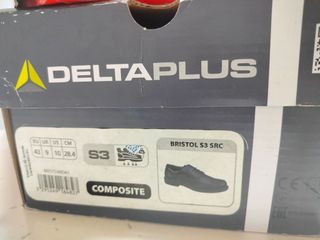 DELTAPLUS
EU UK US CM
43 9 10 28.4
S3
BRISTOL S3 SRC
COMPOSITE